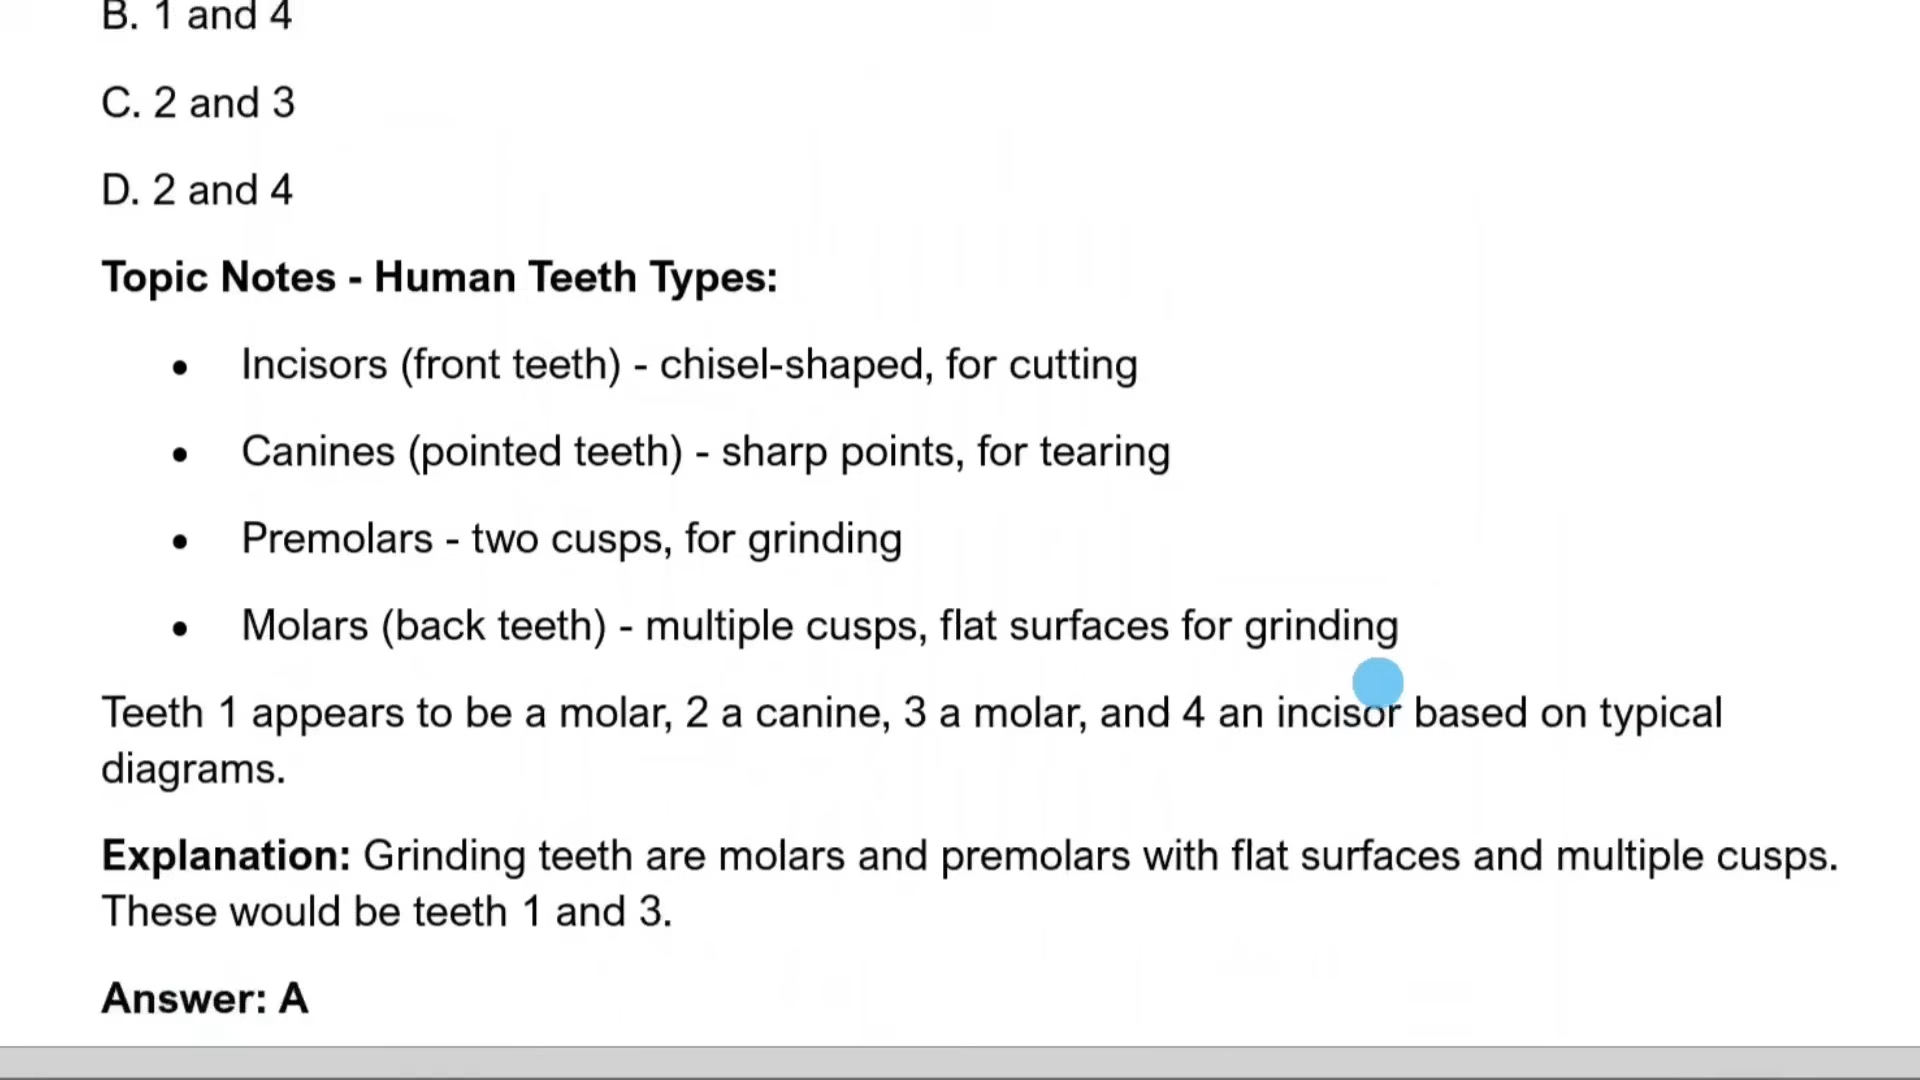 B. 1 and 4
C. 2 and 3
D. 2 and 4
Topic Notes - Human Teeth Types:
• Incisors (front teeth) - chisel-shaped, for cutting
• Canines (pointed teeth) - sharp points, for tearing
• Premolars - two cusps, for grinding
• Molars (back teeth) - multiple cusps, flat surfaces for grinding
Teeth 1 appears to be a molar, 2 a canine, 3 a molar, and 4 an incisor based on typical
diagrams.
Explanation: Grinding teeth are molars and premolars with flat surfaces and multiple cusps.
These would be teeth 1 and 3.
Answer: A